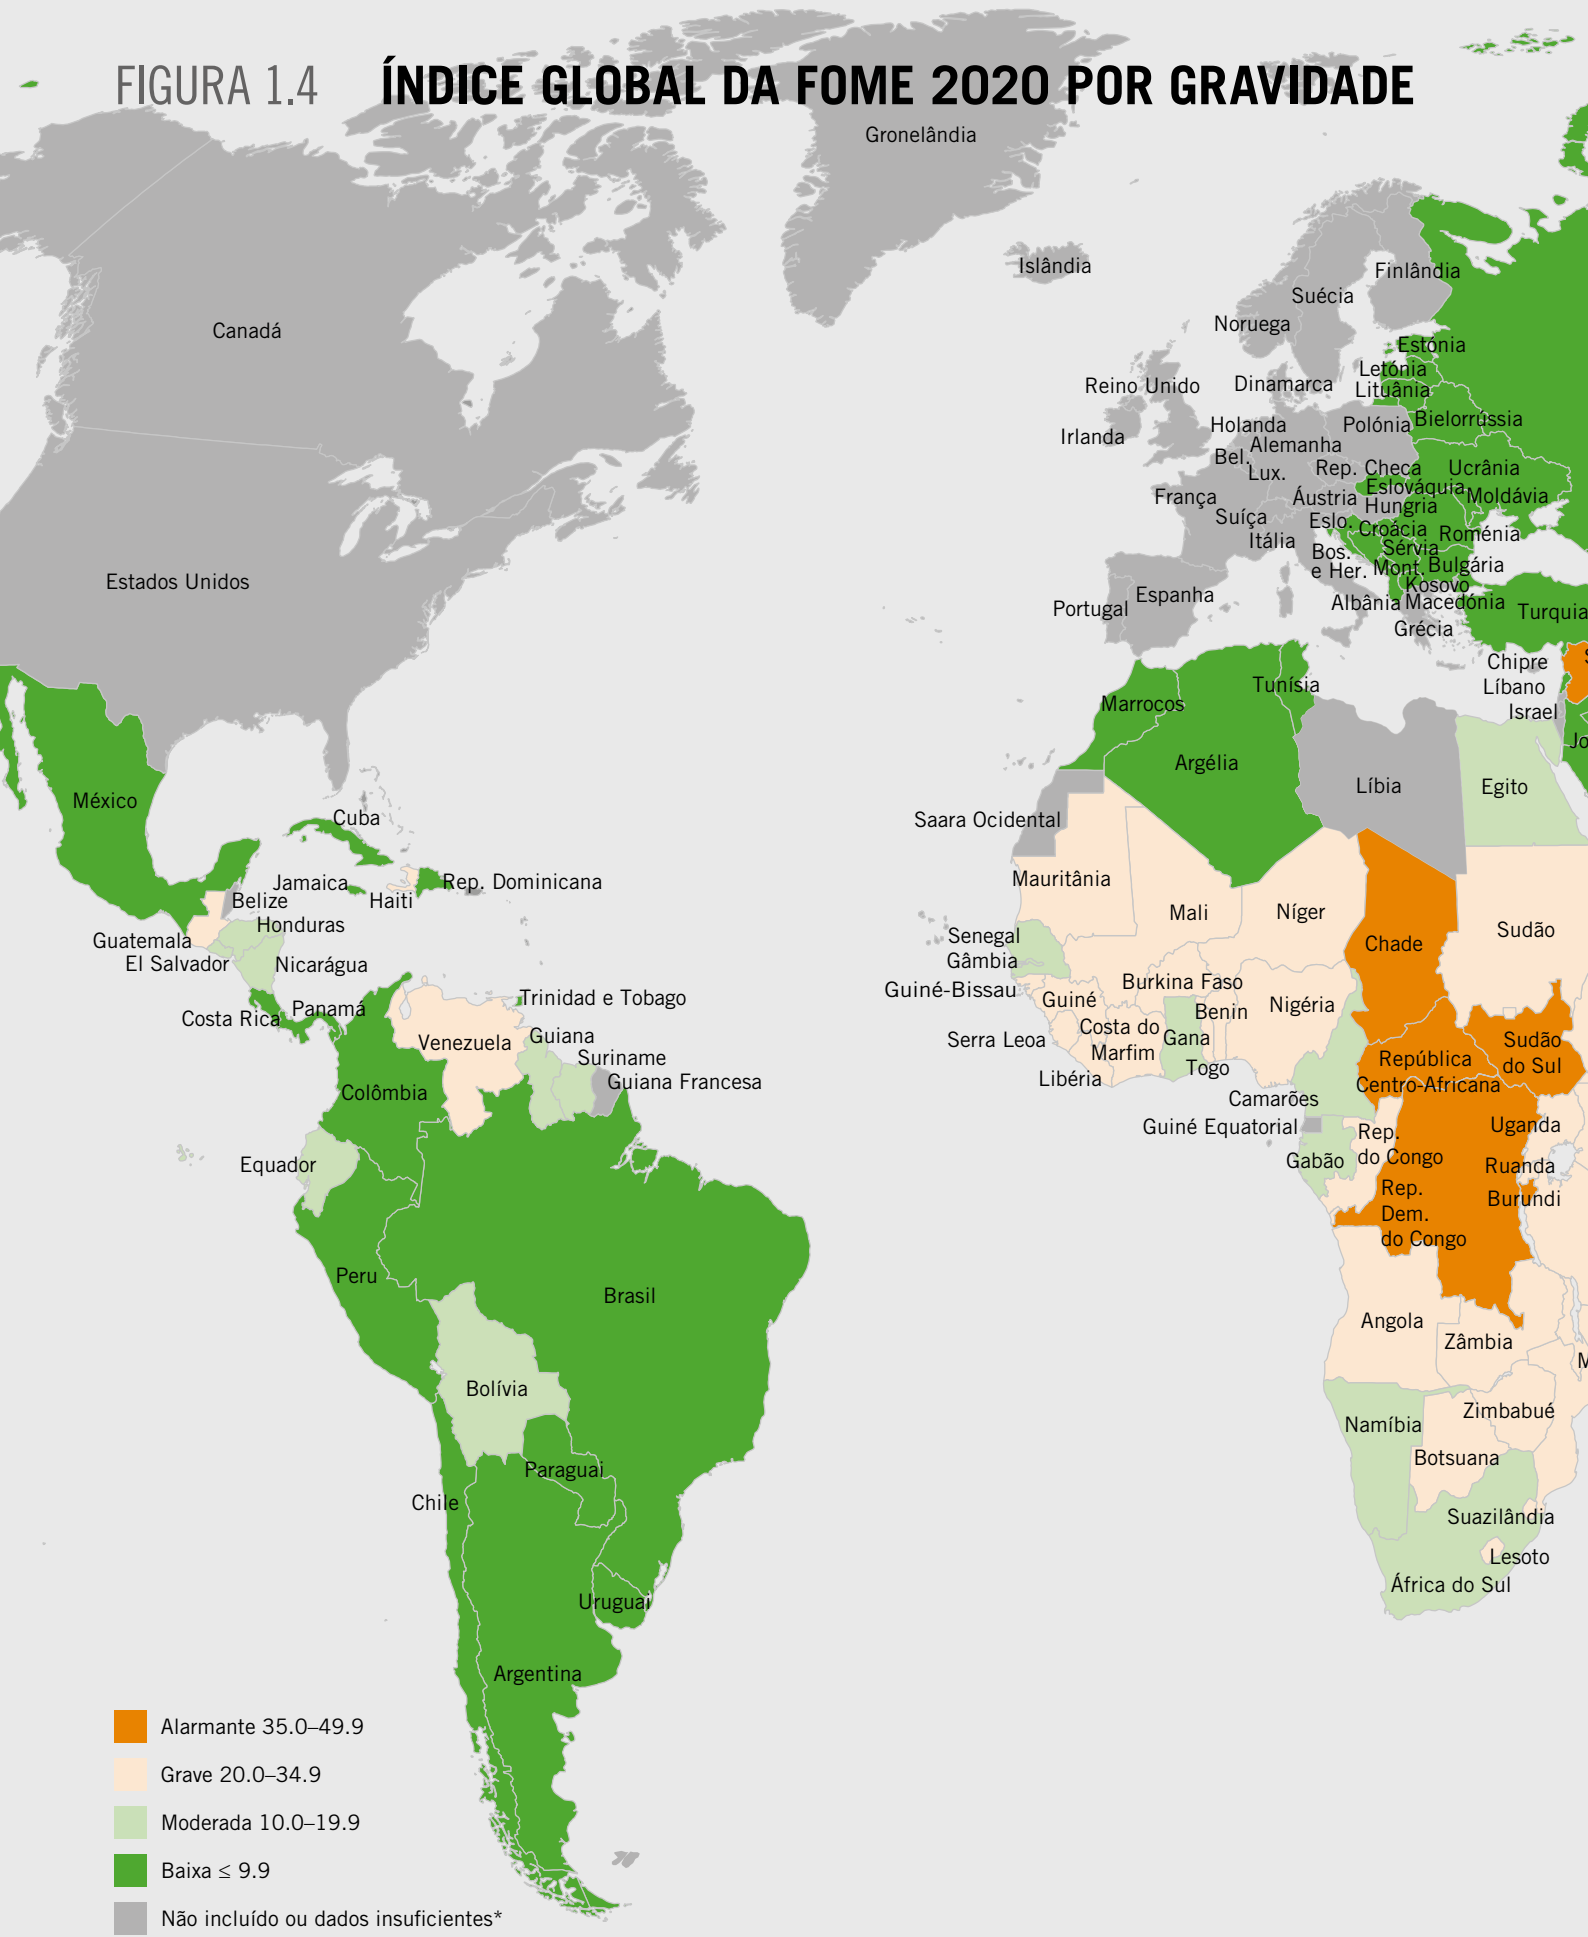 FIGURA 1.4 ÍNDICE GLOBAL DA FOME 2020 POR GRAVIDADE
Gronelândia
Islândia
Finlândia
Suécia
Noruega
Canadá
Estónia
Letónia
Lituânia
Reino Unido
Dinamarca
Irlanda
Holanda
Polónia
Bielorrússia
Alemanha
Bel.
Lux.
Rep. Checa
Ucrânia
Eslováquia
França
Áustria
Hungria
Moldávia
Suíça
Eslo.
Croácia
Roménia
Itália
Sérvia
Bos.
e Her.
Mont.
Bulgária
Kosovo
Estados Unidos
Portugal
Espanha
Albânia
Macedónia
Turquia
Grécia
Chipre
Líbano
Israel
S
Jo
Marrocos
Tunísia
Argélia
Líbia
Egito
México
Cuba
Saara Ocidental
Jamaica
Haiti
Rep. Dominicana
Belize
Honduras
Guatemala
El Salvador
Nicarágua
Mauritânia
Mali
Níger
Chade
Sudão
Senegal
Gâmbia
Guiné-Bissau
Guiné
Burkina Faso
Benin
Nigéria
Costa Rica
Panamá
Trinidad e Tobago
Venezuela
Guiana
Suriname
Guiana Francesa
Serra Leoa
Costa do
Marfim
Gana
Togo
Libéria
República
Centro-Africana
Sudão
do Sul
Colômbia
Camarões
Guiné Equatorial
Gabão
Rep.
do Congo
Uganda
Ruanda
Burundi
Rep.
Dem.
do Congo
Equador
Peru
Brasil
Angola
Zâmbia
M
Bolívia
Namíbia
Zimbabué
Botsuana
Paraguai
Chile
Suazilândia
Lesoto
África do Sul
Uruguai
Argentina
Alarmante 35.0–49.9
Grave 20.0–34.9
Moderada 10.0–19.9
Baixa ≤ 9.9
Não incluído ou dados insuficientes*